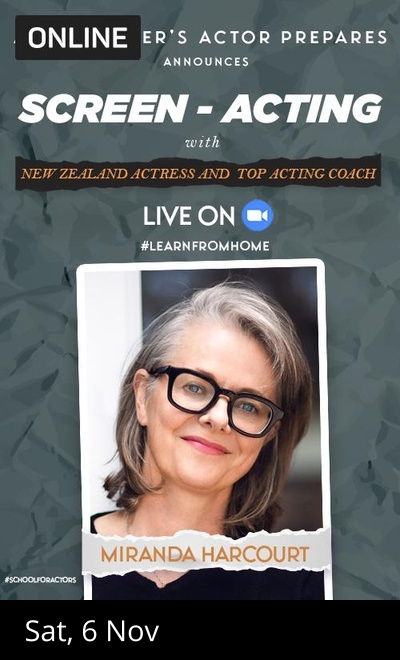 ONLINE
ER'S ACTOR PREPARES
ANNOUNCES
SCREEN - ACTING
with
NEW ZEALAND ACTRESS AND TOP ACTING COACH
LIVE ON
#LEARNFROMHOME
MIRANDA HARCOURT
#SCHOOLFORACTORS
Sat, 6 Nov